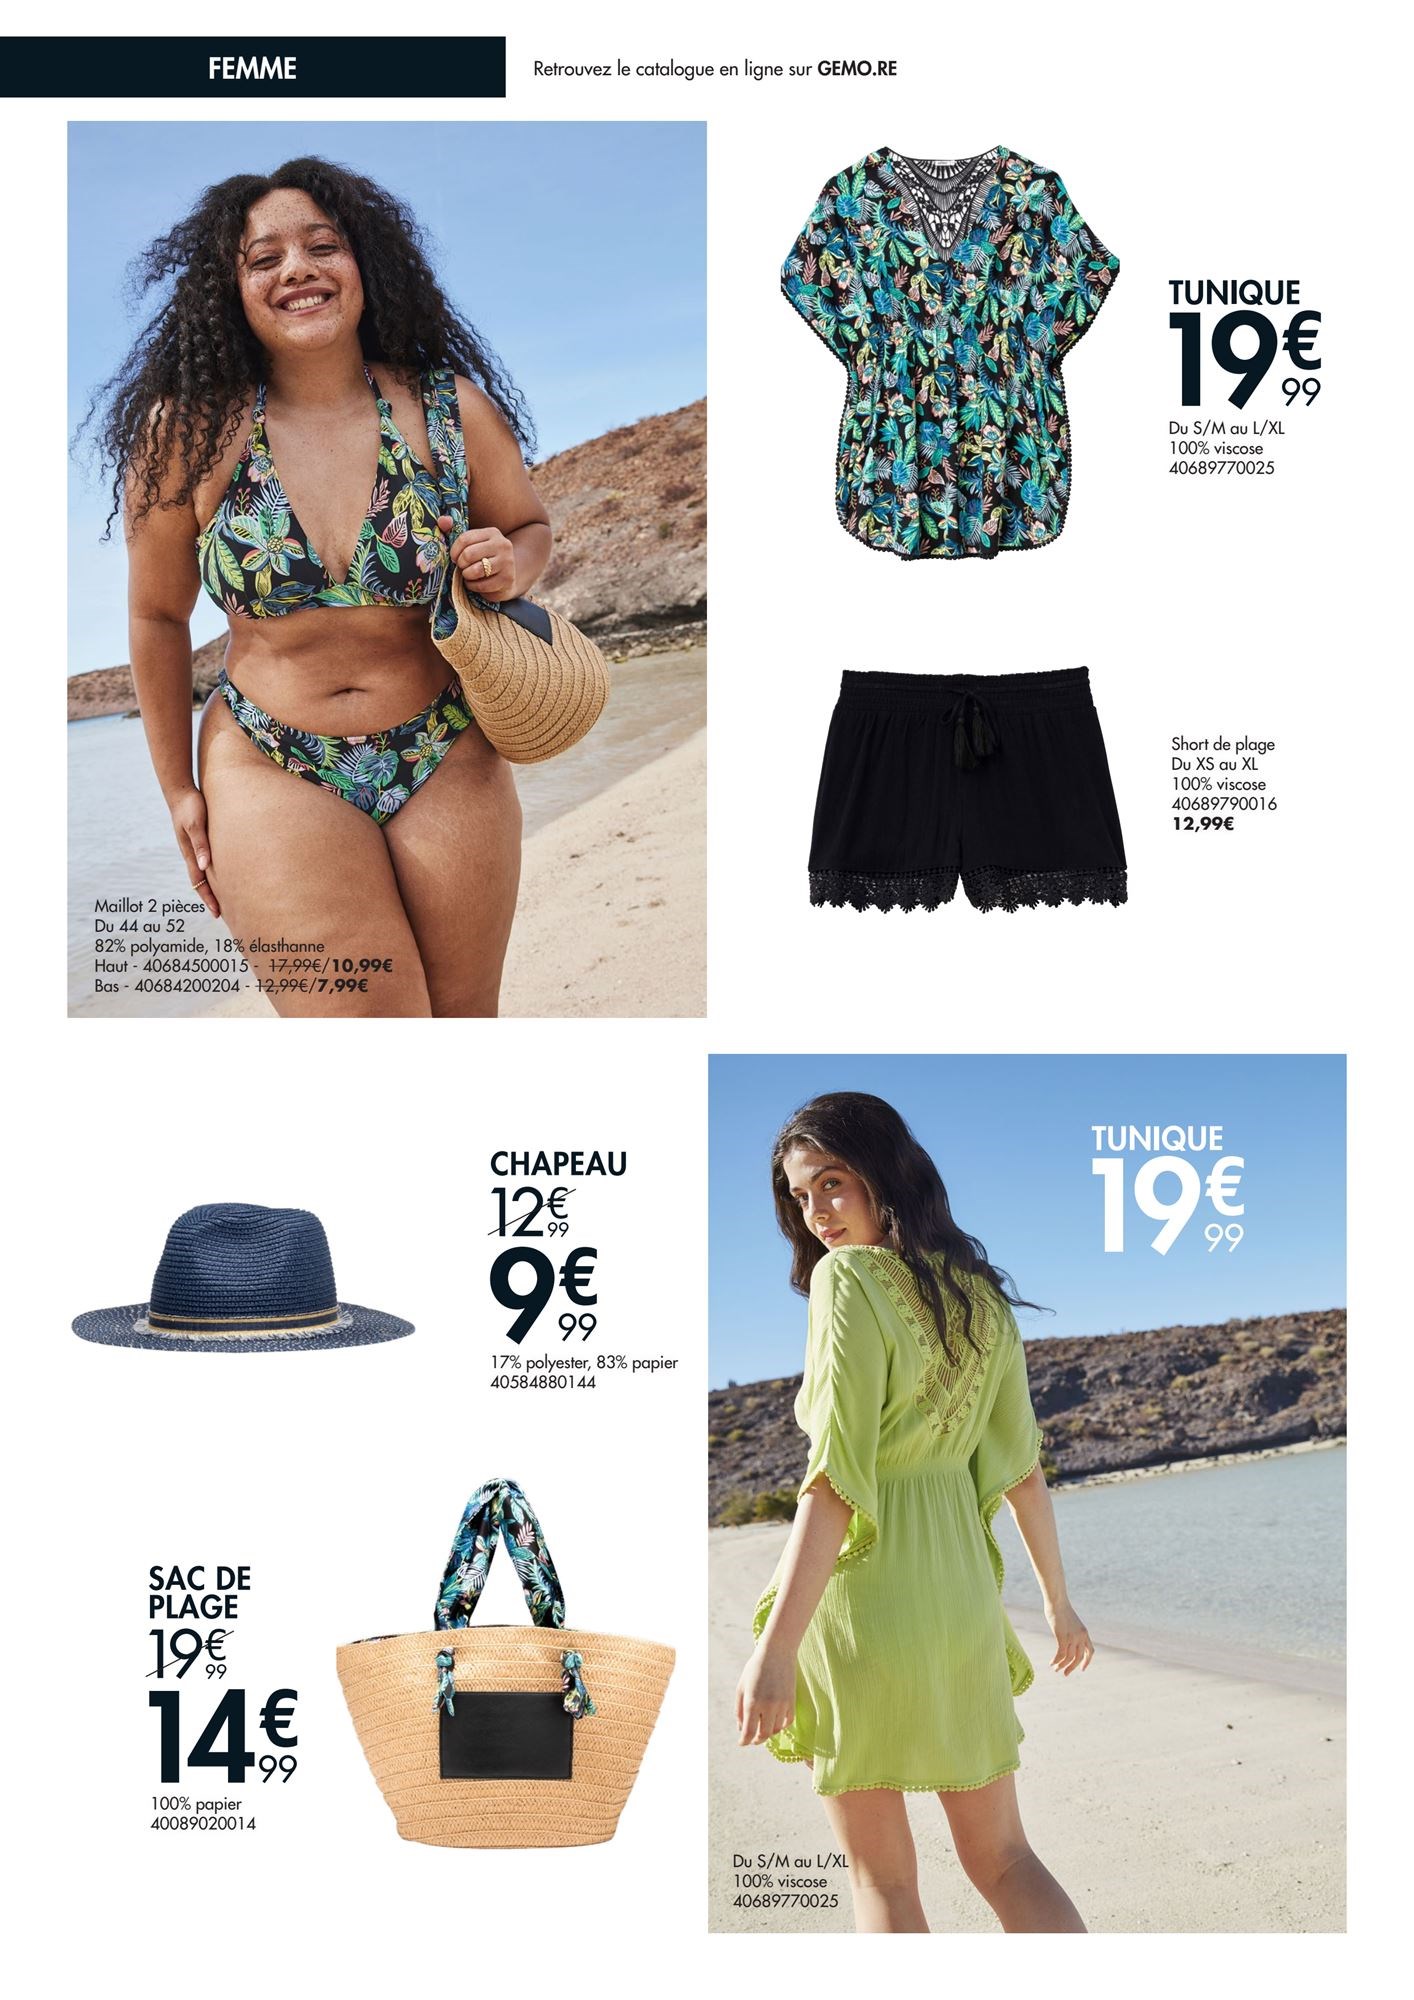 FEMME
Retrouvez le catalogue en ligne sur GEMO.RE
TUNIQUE
19€99
Du S/M au L/XL
100% viscose
40689770025
Short de plage
Du XS au XL
100% viscose
40689790016
12,99€
Maillot 2 pièces
Du 44 au 52
82% polyamide, 18% élasthanne
Haut - 40684500015 - 17,99€/10,99€
Bas - 40684200204 - 12,99€/7,99€
CHAPEAU
12€99
9€99
17% polyester, 83% papier
40584880144
SAC DE
PLAGE
19€99
14€99
100% papier
40089020014
TUNIQUE
19€99
Du S/M au L/XL
100% viscose
40689770025